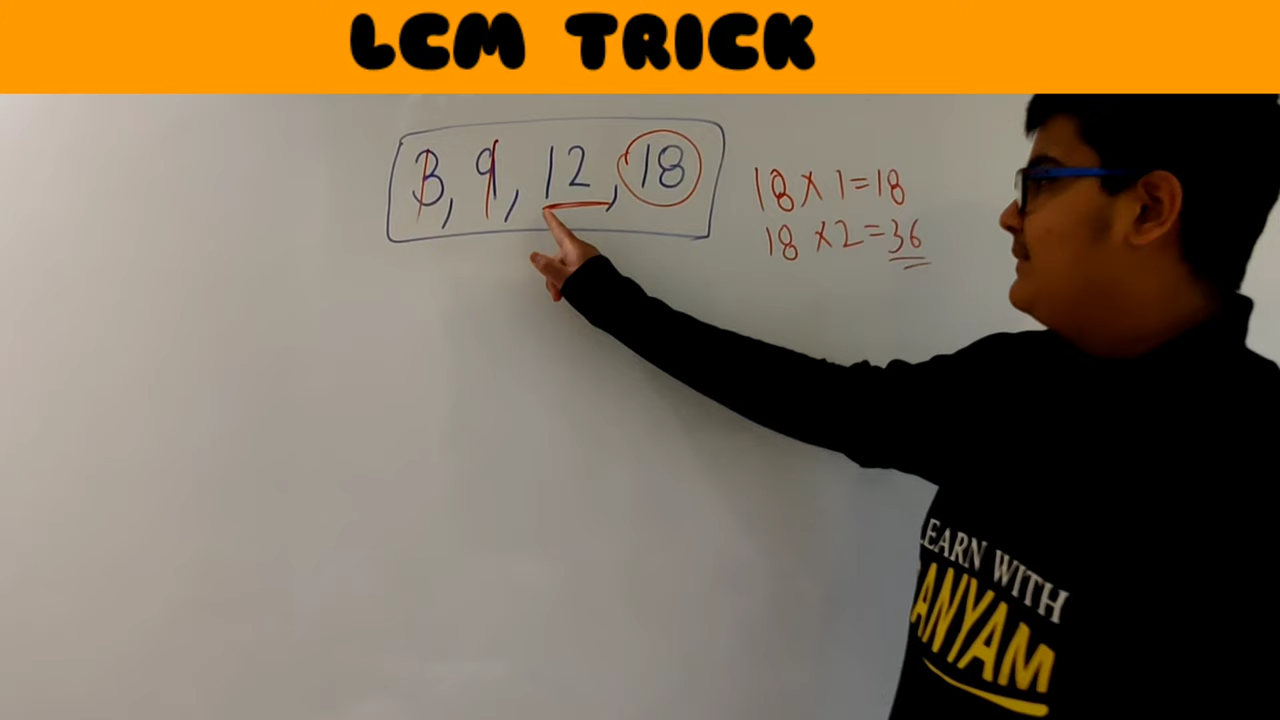 LCM TRICK
3, 9, 12, 18
18 X 1 = 18
18 X 2 = 36
LEARN WITH
ANYAM